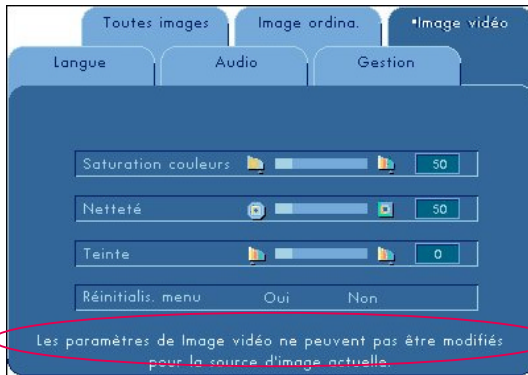 Toutes images Image ordina. •Image vidéo
Langue Audio Gestion
Saturation couleurs 50
Netteté 50
Teinte 0
Réinitialis. menu Oui Non
Les paramètres de Image vidéo ne peuvent pas être modifiés
pour la source d'image actuelle.